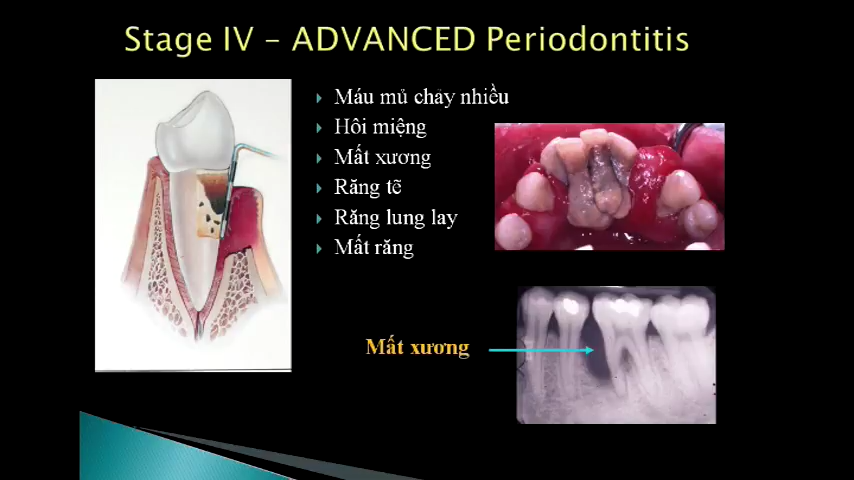 Stage IV – ADVANCED Periodontitis
Máu mủ chảy nhiều
Hôi miệng
Mất xương
Răng tẽ
Răng lung lay
Mất răng
Mất xương